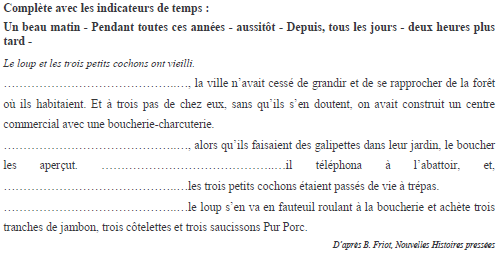 Complète avec les indicateurs de temps :
Un beau matin - Pendant toutes ces années - aussitôt - Depuis, tous les jours - deux heures plus
tard -
Le loup et les trois petits cochons ont vieilli.
……………………………………………, la ville n'avait cessé de grandir et de se rapprocher de la forêt
où ils habitaient. Et à trois pas de chez eux, sans qu'ils s'en doutent, on avait construit un centre
commercial avec une boucherie-charcuterie.
……………………………………………, alors qu'ils faisaient des galipettes dans leur jardin, le boucher
les aperçut. ……………………………………………il téléphona à l'abattoir, et,
……………………………………………les trois petits cochons étaient passés de vie à trépas.
……………………………………………le loup s'en va en fauteuil roulant à la boucherie et achète trois
tranches de jambon, trois côtelettes et trois saucissons Pur Porc.
D'après B. Friot, Nouvelles Histoires pressées